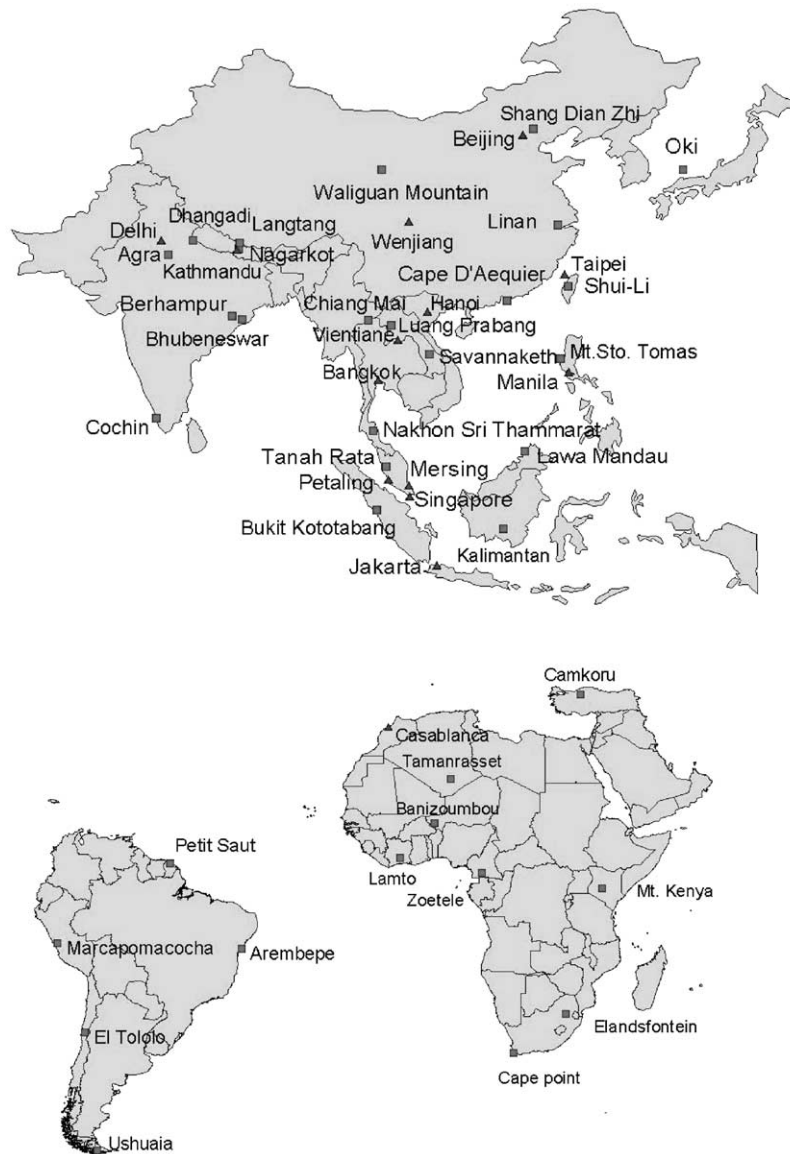 Shang Dian Zhi
Beijing
Oki
Waliguan Mountain
Dhangadi
Langtang
Linan
Delhi
Wenjiang
Agra
Nagarkot
Kathmandu
Cape D'Aequier
Taipei
Shui-Li
Berhampur
Chiang Mai
Hanoi
Luang Prabang
Bhubeneswar
Vientiane
Savannaketh
Mt.Sto. Tomas
Bangkok
Manila
Cochin
Nakhon Sri Thammarat
Tanah Rata
Lawa Mandau
Mersing
Petaling
Singapore
Bukit Kototabang
Kalimantan
Jakarta
Camkoru
Casablanca
Tamanrasset
Banizoumbou
Petit Saut
Lamto
Zoetele
Mt. Kenya
Marcapomacocha
Arembepe
Elandsfontein
El Tololo
Cape point
Ushuaia